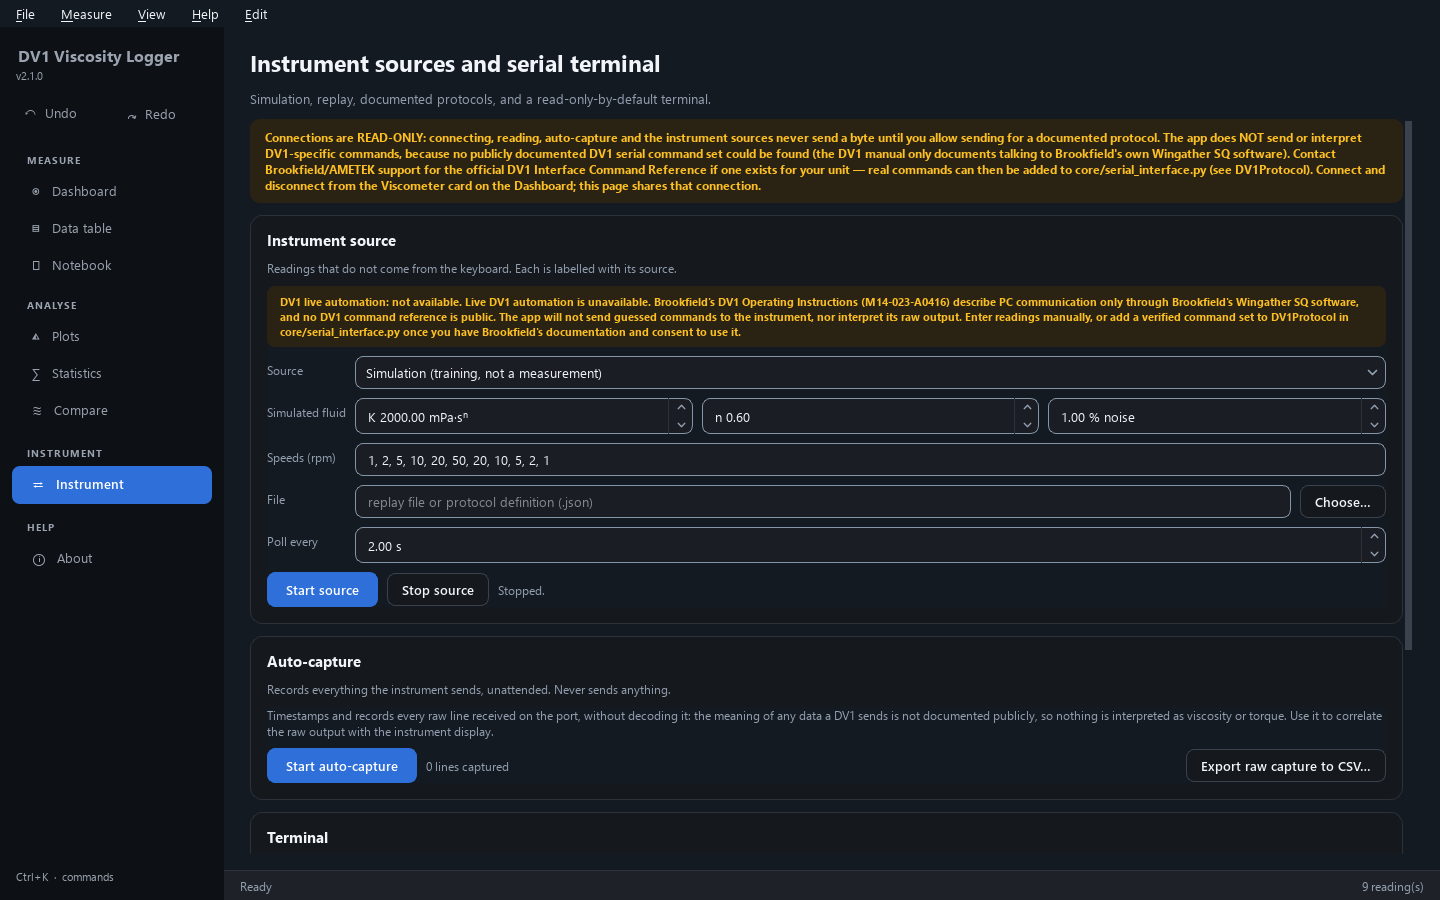 File Measure View Help Edit
DV1 Viscosity Logger
v2.1.0
Undo Redo
MEASURE
Dashboard
Data table
Notebook
ANALYSE
Plots
Statistics
Compare
INSTRUMENT
Instrument
HELP
About
Ctrl+K · commands
Instrument sources and serial terminal
Simulation, replay, documented protocols, and a read-only-by-default terminal.
Connections are READ-ONLY: connecting, reading, auto-capture and the instrument sources never send a byte until you allow sending for a documented protocol. The app does NOT send or interpret
DV1-specific commands, because no publicly documented DV1 serial command set could be found (the DV1 manual only documents talking to Brookfield's own Wingather SQ software). Contact
Brookfield/AMETEK support for the official DV1 Interface Command Reference if one exists for your unit — real commands can then be added to core/serial_interface.py (see DV1Protocol). Connect and
disconnect from the Viscometer card on the Dashboard; this page shares that connection.
Instrument source
Readings that do not come from the keyboard. Each is labelled with its source.
DV1 live automation: not available. Live DV1 automation is unavailable. Brookfield's DV1 Operating Instructions (M14-023-A0416) describe PC communication only through Brookfield's Wingather SQ software,
and no DV1 command reference is public. The app will not send guessed commands to the instrument, nor interpret its raw output. Enter readings manually, or add a verified command set to DV1Protocol in
core/serial_interface.py once you have Brookfield's documentation and consent to use it.
Source Simulation (training, not a measurement)
Simulated fluid K 2000.00 mPa·sⁿ n 0.60 1.00 % noise
Speeds (rpm) 1, 2, 5, 10, 20, 50, 20, 10, 5, 2, 1
File replay file or protocol definition (.json) Choose...
Poll every 2.00 s
Start source Stop source Stopped.
Auto-capture
Records everything the instrument sends, unattended. Never sends anything.
Timestamps and records every raw line received on the port, without decoding it: the meaning of any data a DV1 sends is not documented publicly, so nothing is interpreted as viscosity or torque. Use it to correlate
the raw output with the instrument display.
Start auto-capture 0 lines captured Export raw capture to CSV...
Terminal
Ready 9 reading(s)